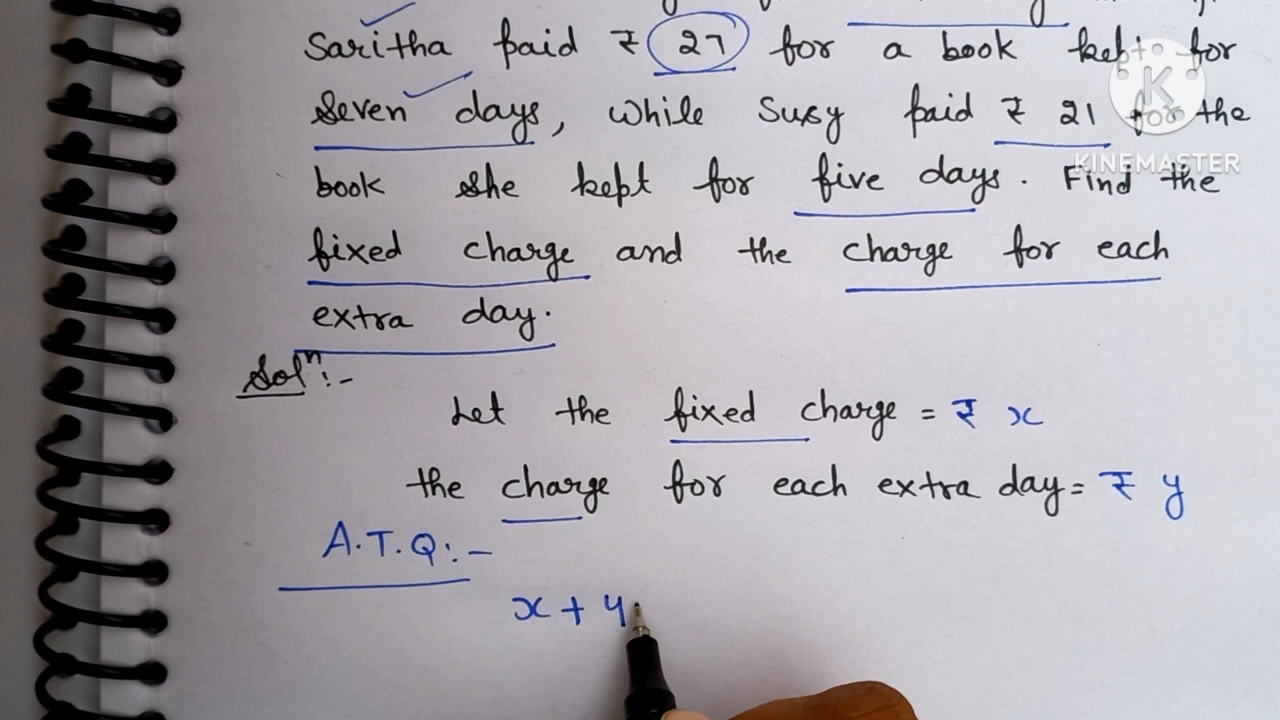 Saritha paid ₹ 27 for a book kept for
Seven days, while Susy paid ₹ 21 for the
book she kept for five days. Find the
fixed charge and the charge for each
extra day.
Solⁿ:-
Let the fixed charge = ₹ x
the charge for each extra day = ₹ y
A.T.Q:-
x + 4
K
KINEMASTER